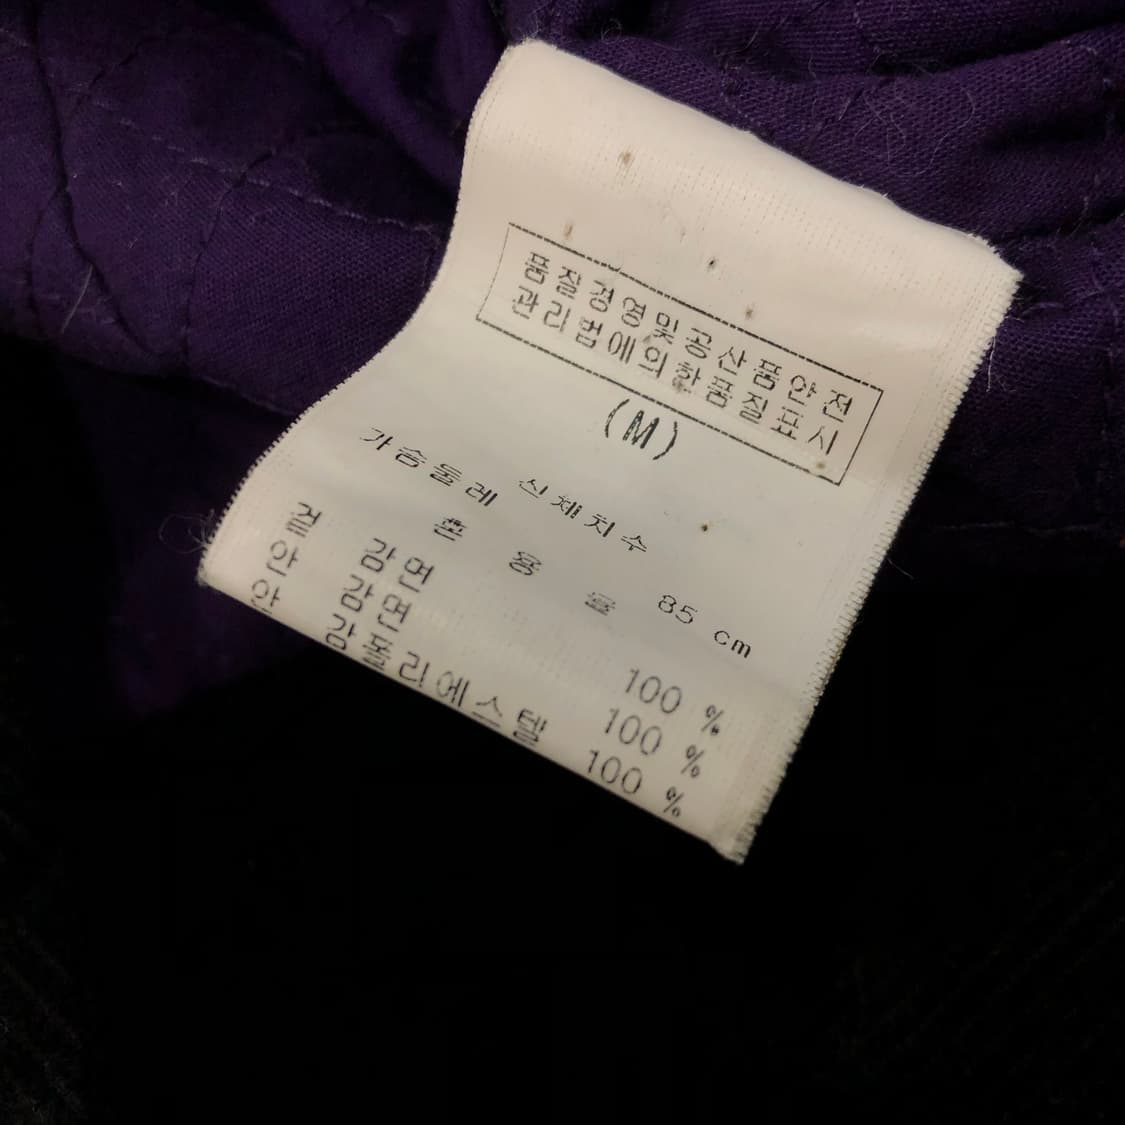 품질경영및공산품안전
관리법에의한품질표시
(M)
신체치수
가슴둘레 85 cm
혼용율
겉감면 100 %
안감면 100 %
안감폴리에스텔 100 %